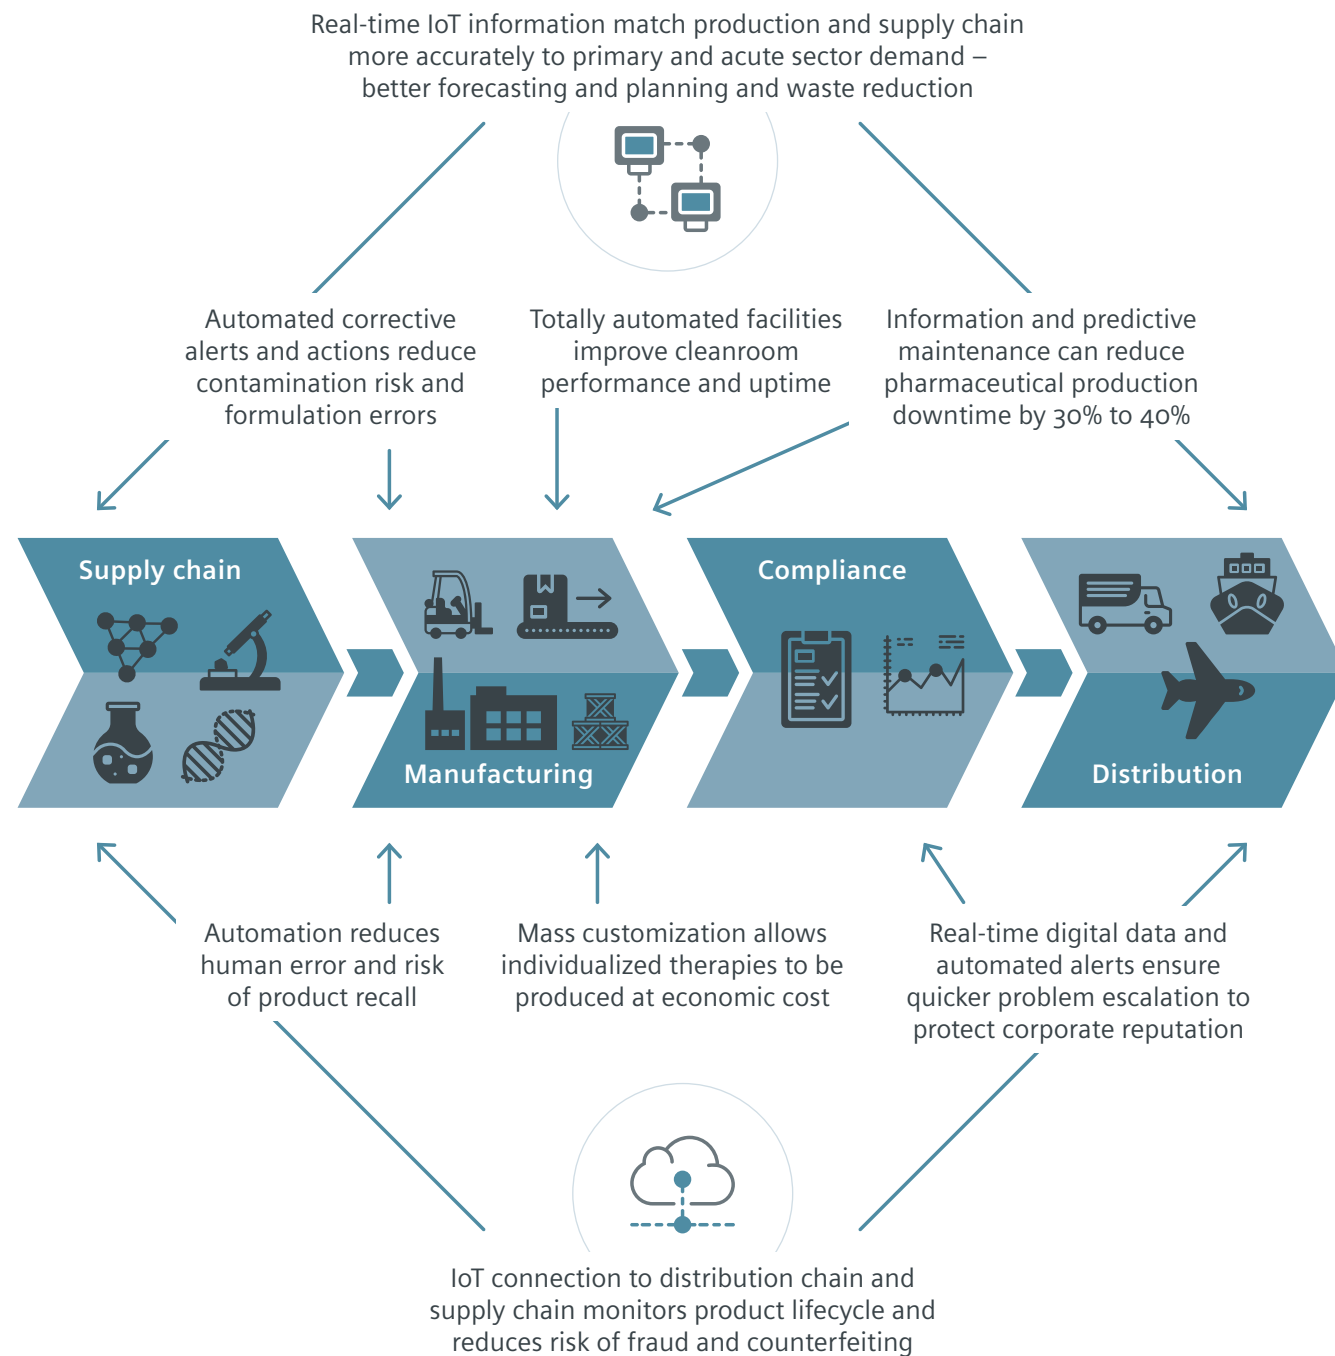 Real-time IoT information match production and supply chain
more accurately to primary and acute sector demand –
better forecasting and planning and waste reduction
Automated corrective
alerts and actions reduce
contamination risk and
formulation errors
Totally automated facilities
improve cleanroom
performance and uptime
Information and predictive
maintenance can reduce
pharmaceutical production
downtime by 30% to 40%
Supply chain
Manufacturing
Compliance
Distribution
Automation reduces
human error and risk
of product recall
Mass customization allows
individualized therapies to be
produced at economic cost
Real-time digital data and
automated alerts ensure
quicker problem escalation to
protect corporate reputation
IoT connection to distribution chain and
supply chain monitors product lifecycle and
reduces risk of fraud and counterfeiting